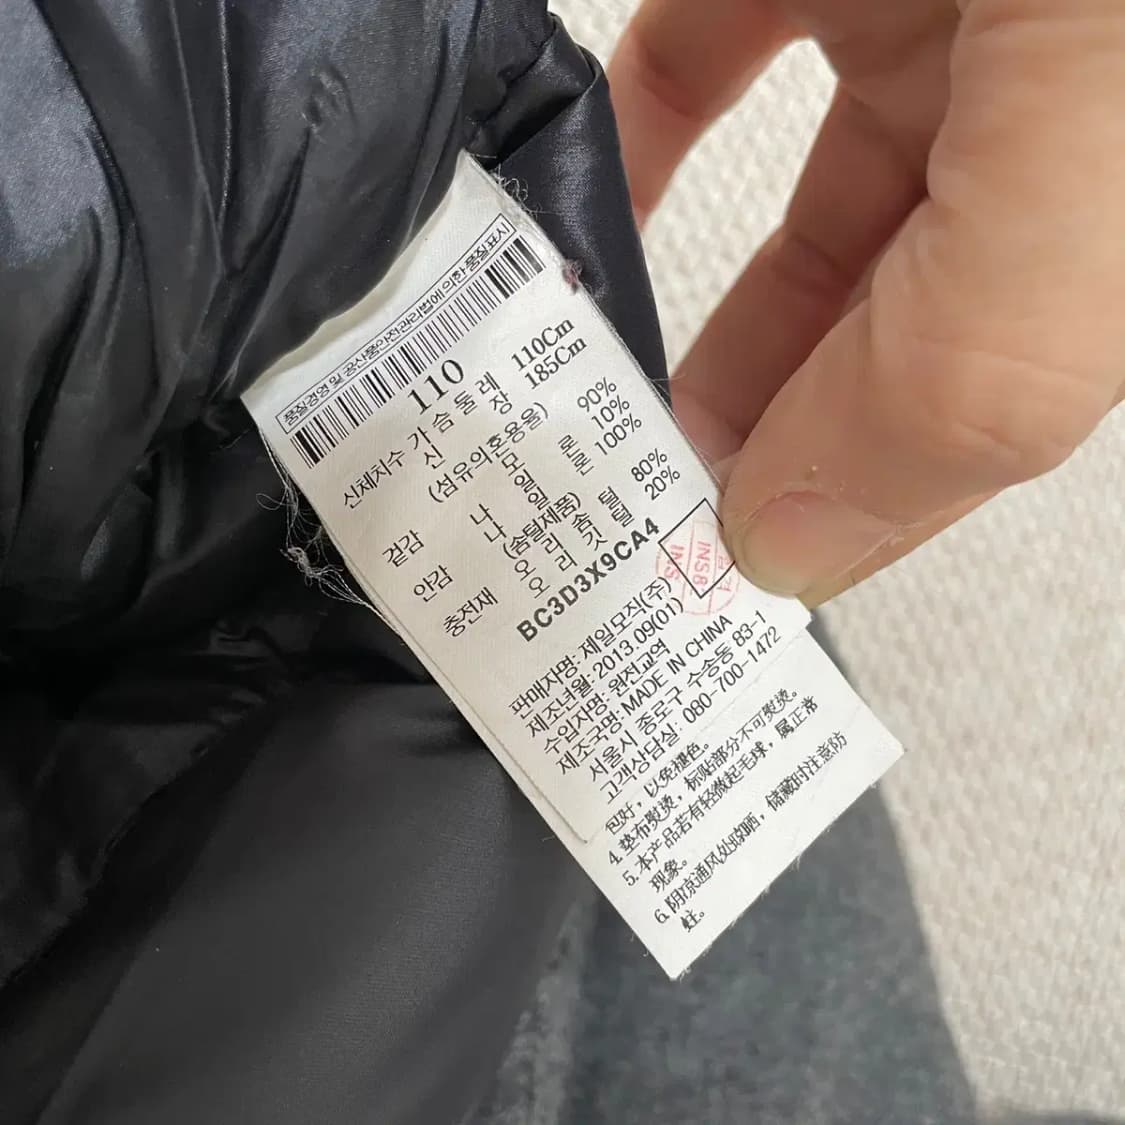 품질경영 및 공산품안전관리법에 의한 품질표시
110
신체치수 가슴둘레 110Cm
신 장 185Cm
(섬유의혼용율)
겉감 모 90%
나일론 10%
안감 나일론 100%
(솜털제품)
충전재 오리솜털 80%
오리깃털 20%
BC3D3X9CA4
INS8
INS
판매자명: 제일모직(주)
제조년월: 2013.09(01)
수입자명: 원전교역
제조국명: MADE IN CHINA
서울시 종로구 수송동 83-1
고객상담실: 080-700-1472
包好，以免褪色。
4.垫布熨烫，标贴部分不可熨烫。
5.本产品若有轻微起毛球，属正常
现象。
6.阴凉通风处晾晒，储藏时注意防
蛀。